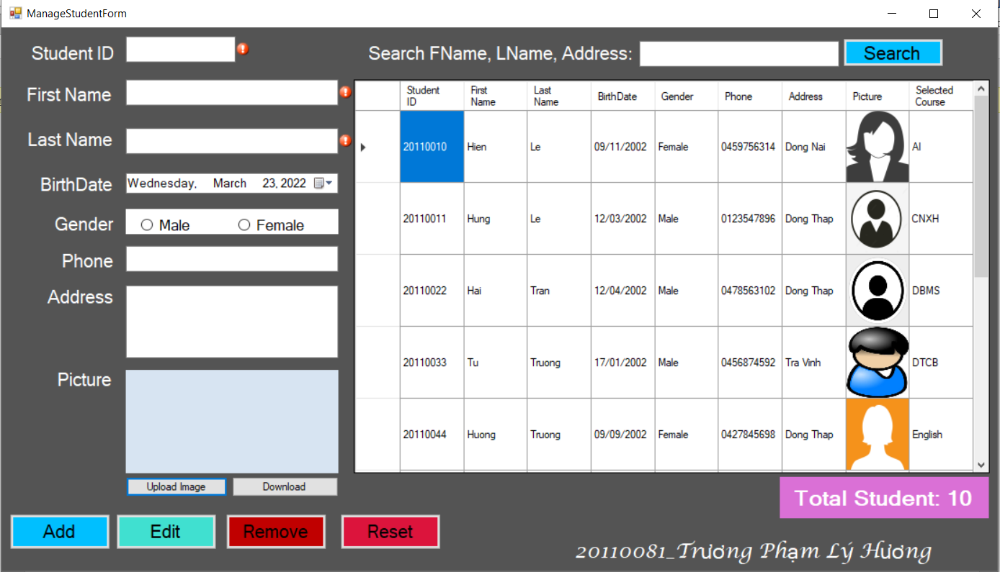 ManageStudentForm
Student ID
Search FName, LName, Address:
Search
First Name
Last Name
BirthDate
Wednesday, March 23, 2022
Gender
Male
Female
Phone
Address
Picture
Upload Image
Download
Student ID First Name Last Name BirthDate Gender Phone Address Picture Selected Course
20110010 Hien Le 09/11/2002 Female 0459756314 Dong Nai AI
20110011 Hung Le 12/03/2002 Male 0123547896 Dong Thap CNXH
20110022 Hai Tran 12/04/2002 Male 0478563102 Dong Thap DBMS
20110033 Tu Truong 17/01/2002 Male 0456874592 Tra Vinh DTCB
20110044 Huong Truong 09/09/2002 Female 0427845698 Dong Thap English
Total Student: 10
Add
Edit
Remove
Reset
20110081_Trương Phạm Lý Hương